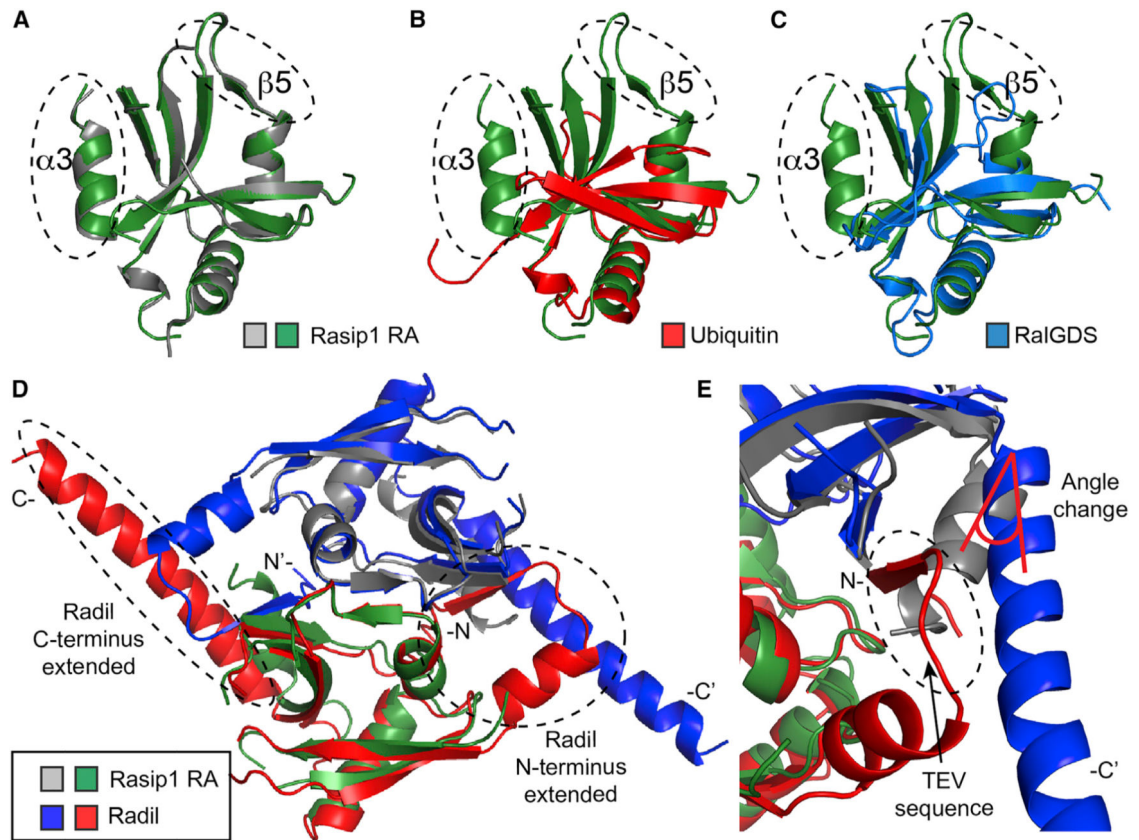 A
B
C
β5
β5
β5
α3
α3
α3
Rasip1 RA
Ubiquitin
RalGDS
D
E
C-
N'-
-N
Radil
C-terminus
extended
-C'
Radil
N-terminus
extended
Rasip1 RA
Radil
Angle
change
N-
TEV
sequence
-C'